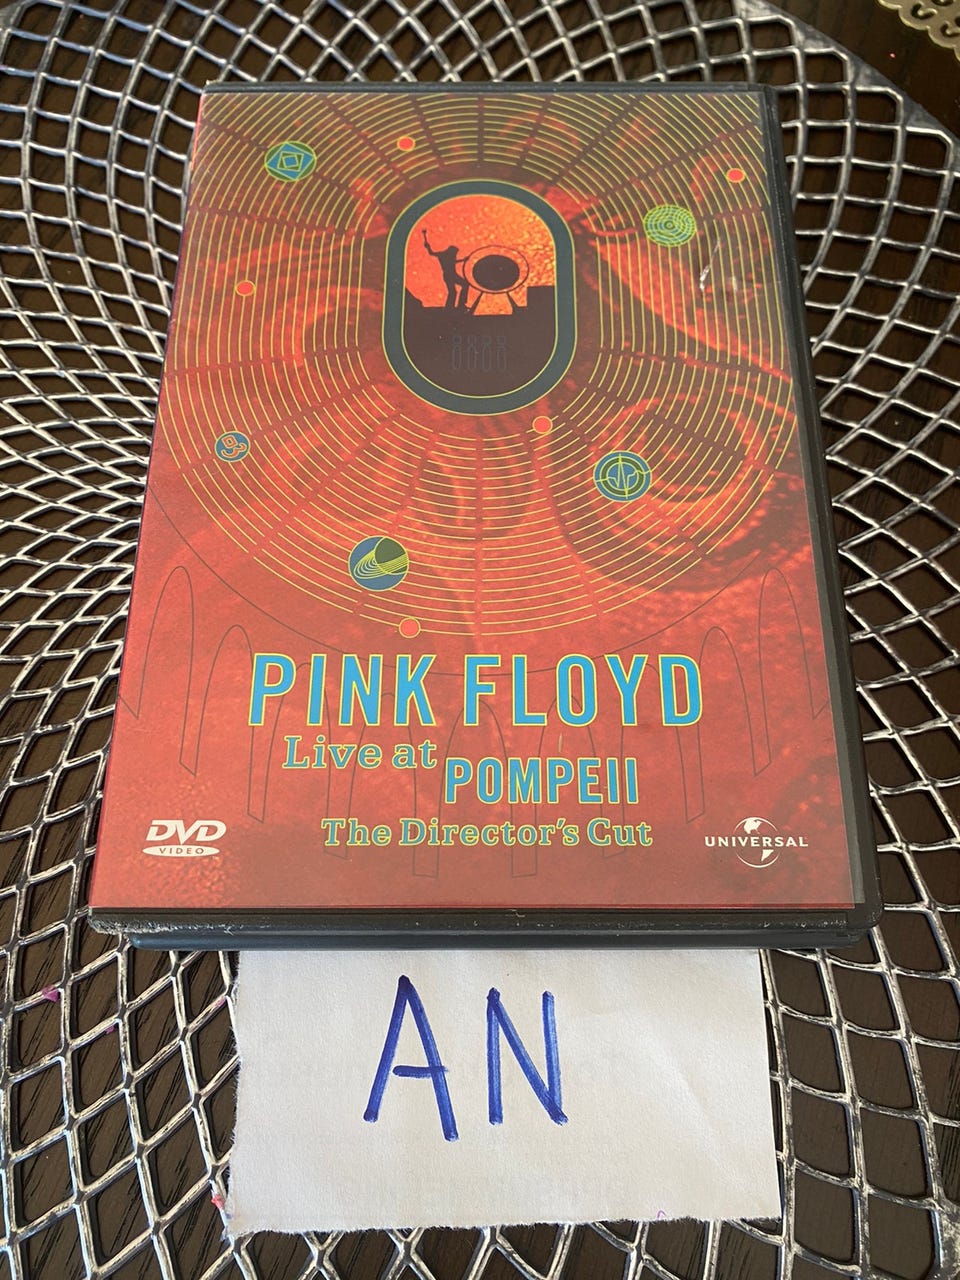 PINK FLOYD
Live at
POMPEII
The Director's Cut
DVD
VIDEO
UNIVERSAL
AN